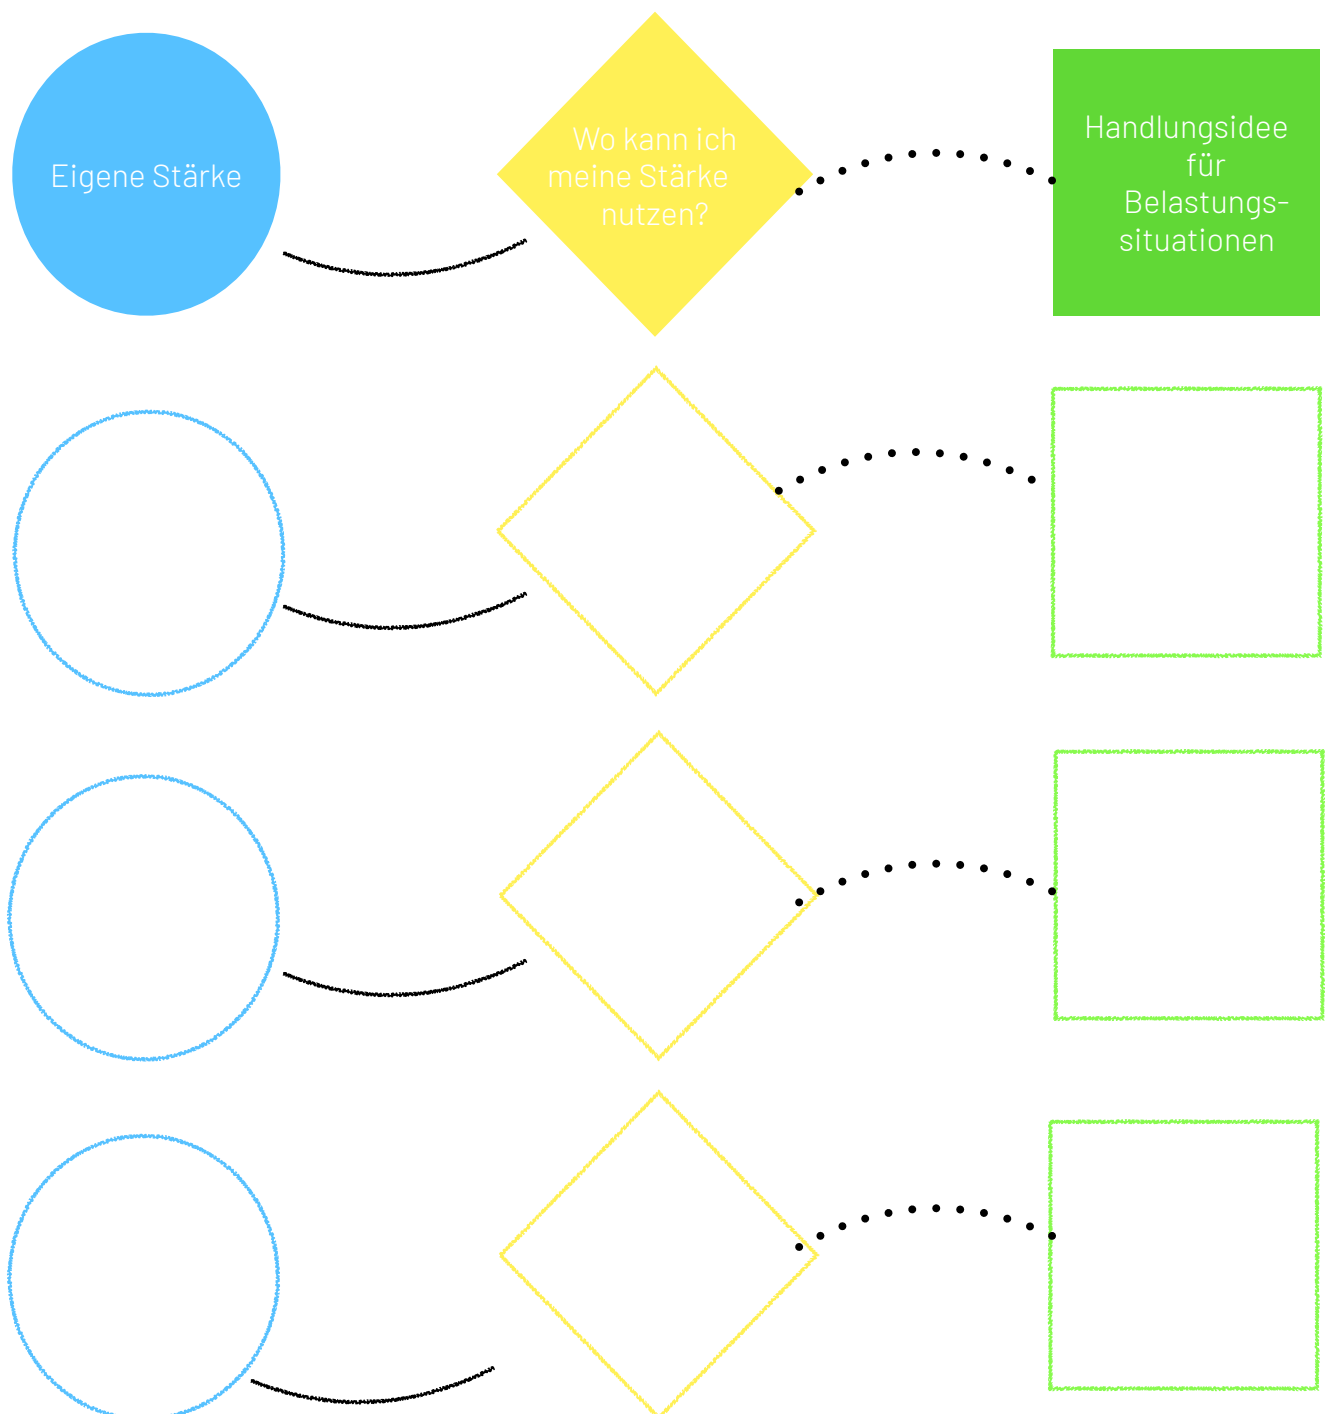 Eigene Stärke
Wo kann ich
meine Stärke
nutzen?
Handlungsidee
für
Belastungs-
situationen